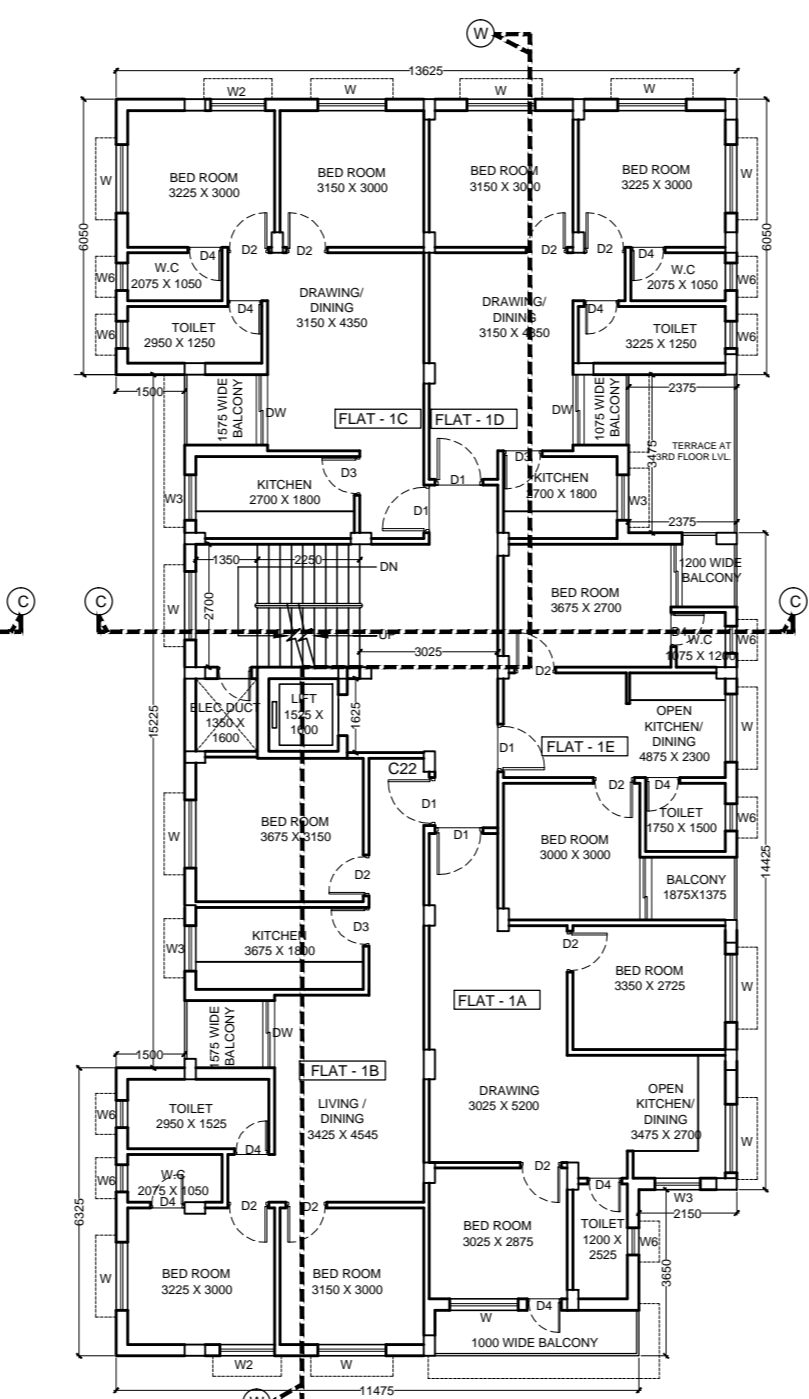 W
13625
W2
W
W
W
6050
6050
W
W
BED ROOM
3225 X 3000
BED ROOM
3150 X 3000
BED ROOM
3150 X 3000
BED ROOM
3225 X 3000
D2
D2
D2
D2
D4
D4
W6
W.C
2075 X 1050
W.C
2075 X 1050
W6
D4
D4
DRAWING/
DINING
3150 X 4350
DRAWING/
DINING
3150 X 4350
W6
TOILET
2950 X 1250
TOILET
3225 X 1250
W6
1500
2375
1575 WIDE
BALCONY
DW
FLAT - 1C
FLAT - 1D
DW
1075 WIDE
BALCONY
3475
TERRACE AT
3RD FLOOR LVL.
W3
KITCHEN
2700 X 1800
D3
D1
D1
D3
KITCHEN
2700 X 1800
W3
2375
1350
2250
DN
W
2700
UP
3025
BED ROOM
3675 X 2700
1200 WIDE
BALCONY
C
C
C
D4
W.C
1075 X 1200
W6
D2
ELEC DUCT
1350 X
1600
LIFT
1525 X
1600
1625
15225
OPEN
KITCHEN/
DINING
4875 X 2300
W
D1
FLAT - 1E
C22
D1
D2
D4
D1
TOILET
1750 X 1500
W6
W
BED ROOM
3675 X 3150
BED ROOM
3000 X 3000
14425
D2
BALCONY
1875X1375
W3
KITCHEN
3675 X 1800
D3
D2
BED ROOM
3350 X 2725
W
FLAT - 1A
1575 WIDE
BALCONY
DW
1500
FLAT - 1B
DRAWING
3025 X 5200
OPEN
KITCHEN/
DINING
3475 X 2700
W
W6
TOILET
2950 X 1525
LIVING /
DINING
3425 X 4545
D4
W6
W.C
2075 X 1050
D4
D2
D2
D2
D4
W3
2150
6325
BED ROOM
3025 X 2875
TOILET
1200 X
2525
W6
3650
W
BED ROOM
3225 X 3000
BED ROOM
3150 X 3000
W
D4
1000 WIDE BALCONY
W2
W
11475
W